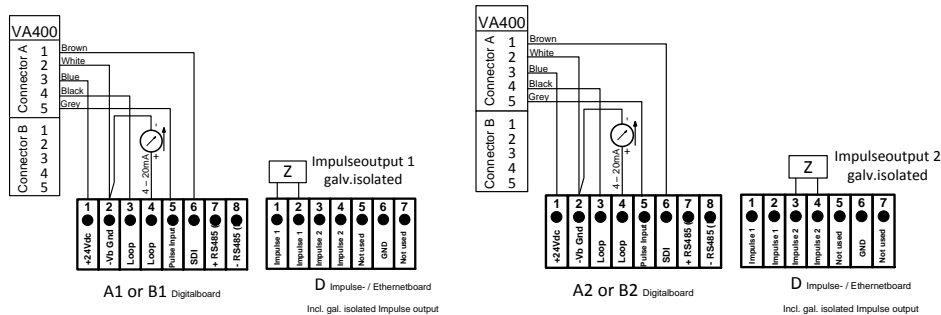 VA400
Connector A
1 Brown
2 White
3 Blue
4 Black
5 Grey
Connector B
1
2
3
4
5
-
+
4 – 20mA
Z
Impulseoutput 1
galv.isolated
1 2 3 4 5 6 7 8
+24Vdc
-Vb Gnd
Loop
Loop
Pulse Input
SDI
+ RS485 (
- RS485 (
A1 or B1 Digitalboard
1 2 3 4 5 6 7
Impulse 1
Impulse 1
Impulse 2
Impulse 2
Not used
GND
Not used
D Impulse- / Ethernetboard
Incl. gal. isolated Impulse output
VA400
Connector A
1 Brown
2 White
3 Blue
4 Black
5 Grey
Connector B
1
2
3
4
5
-
+
4 – 20mA
Z
Impulseoutput 2
galv.isolated
1 2 3 4 5 6 7 8
+24Vdc
-Vb Gnd
Loop
Loop
Pulse Input
SDI
+ RS485 (
- RS485 (
A2 or B2 Digitalboard
1 2 3 4 5 6 7
Impulse 1
Impulse 1
Impulse 2
Impulse 2
Not used
GND
Not used
D Impulse- / Ethernetboard
Incl. gal. isolated Impulse output